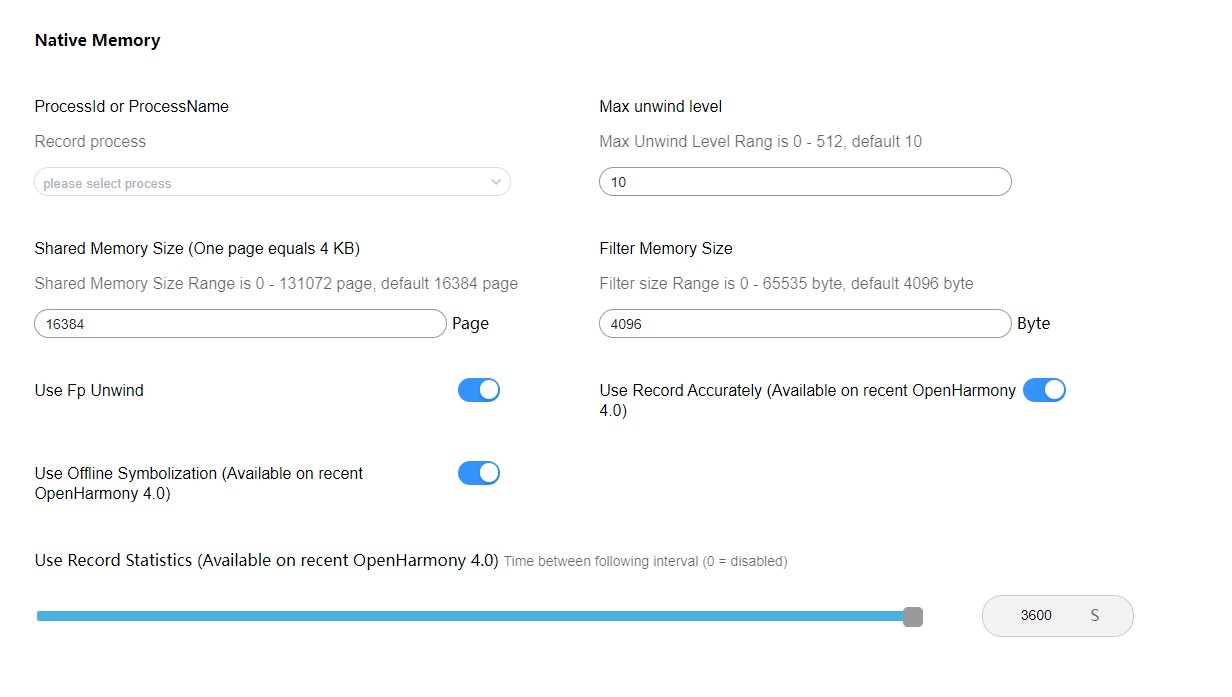 Native Memory
ProcessId or ProcessName
Record process
please select process
Max unwind level
Max Unwind Level Rang is 0 - 512, default 10
10
Shared Memory Size (One page equals 4 KB)
Shared Memory Size Range is 0 - 131072 page, default 16384 page
16384 Page
Filter Memory Size
Filter size Range is 0 - 65535 byte, default 4096 byte
4096 Byte
Use Fp Unwind
Use Record Accurately (Available on recent OpenHarmony
4.0)
Use Offline Symbolization (Available on recent
OpenHarmony 4.0)
Use Record Statistics (Available on recent OpenHarmony 4.0) Time between following interval (0 = disabled)
3600 S